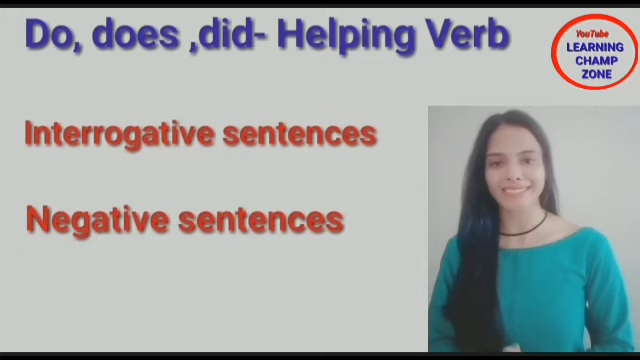 Do, does ,did- Helping Verb
YouTube
LEARNING
CHAMP
ZONE
Interrogative sentences
Negative sentences